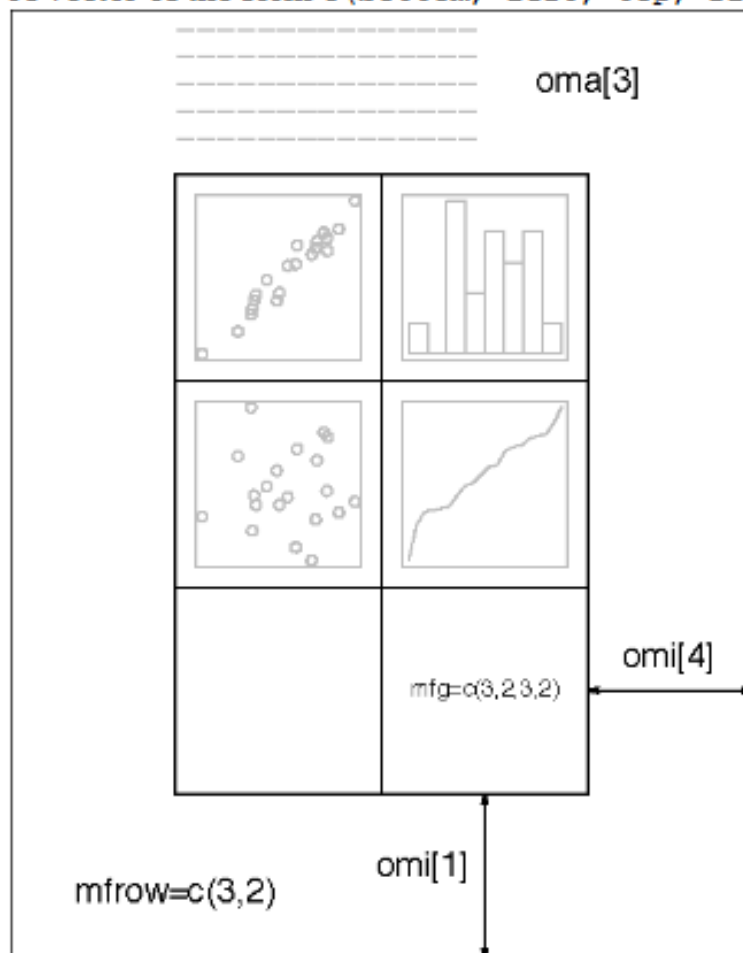 oma[3]
omi[4]
mfg=c(3,2,3,2)
omi[1]
mfrow=c(3,2)